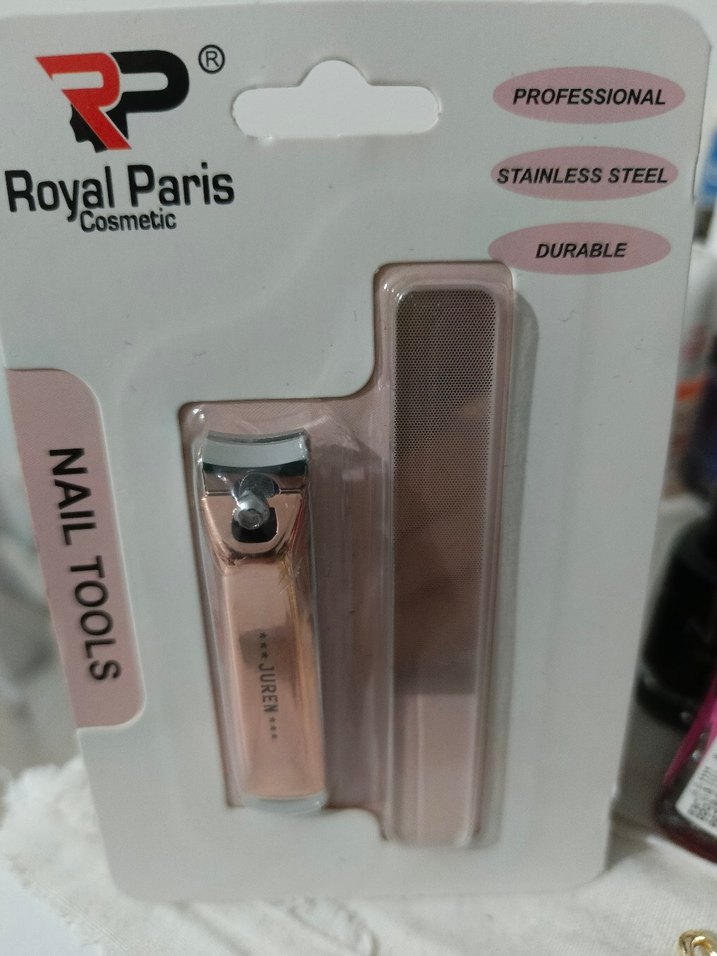 RP ®
Royal Paris
Cosmetic
PROFESSIONAL
STAINLESS STEEL
DURABLE
NAIL TOOLS
*** JUREN ***